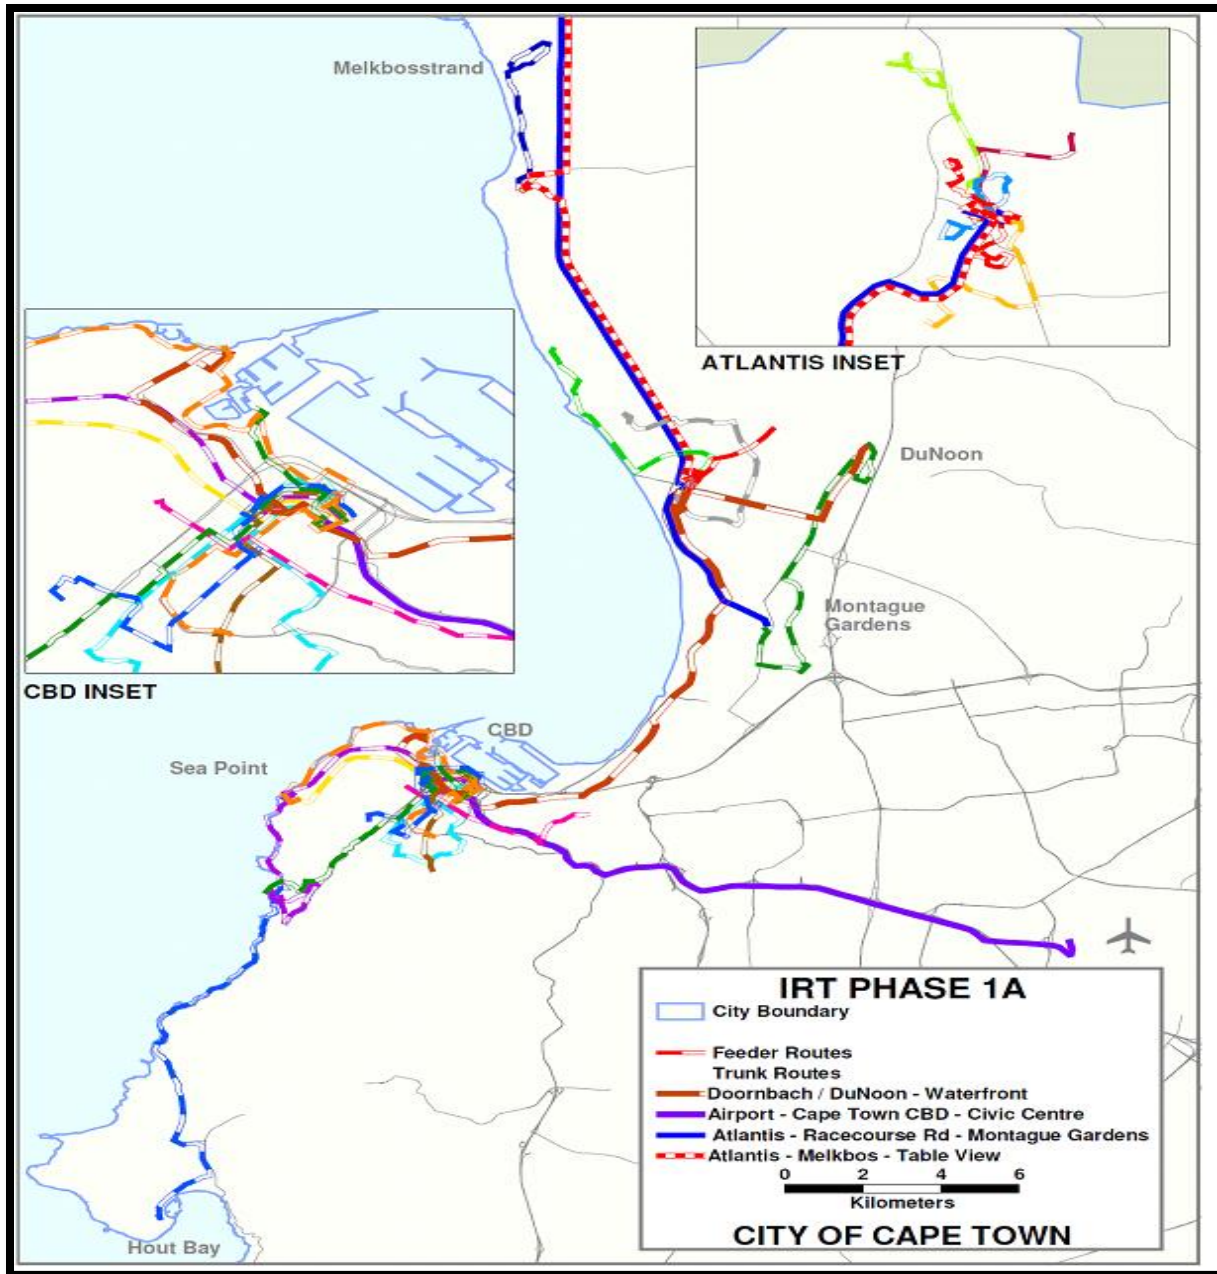 Melkbosstrand
ATLANTIS INSET
DuNoon
Montague
Gardens
CBD INSET
CBD
Sea Point
Hout Bay
IRT PHASE 1A
City Boundary
Feeder Routes
Trunk Routes
Doornbach / DuNoon - Waterfront
Airport - Cape Town CBD - Civic Centre
Atlantis - Racecourse Rd - Montague Gardens
Atlantis - Melkbos - Table View
0 2 4 6
Kilometers
CITY OF CAPE TOWN